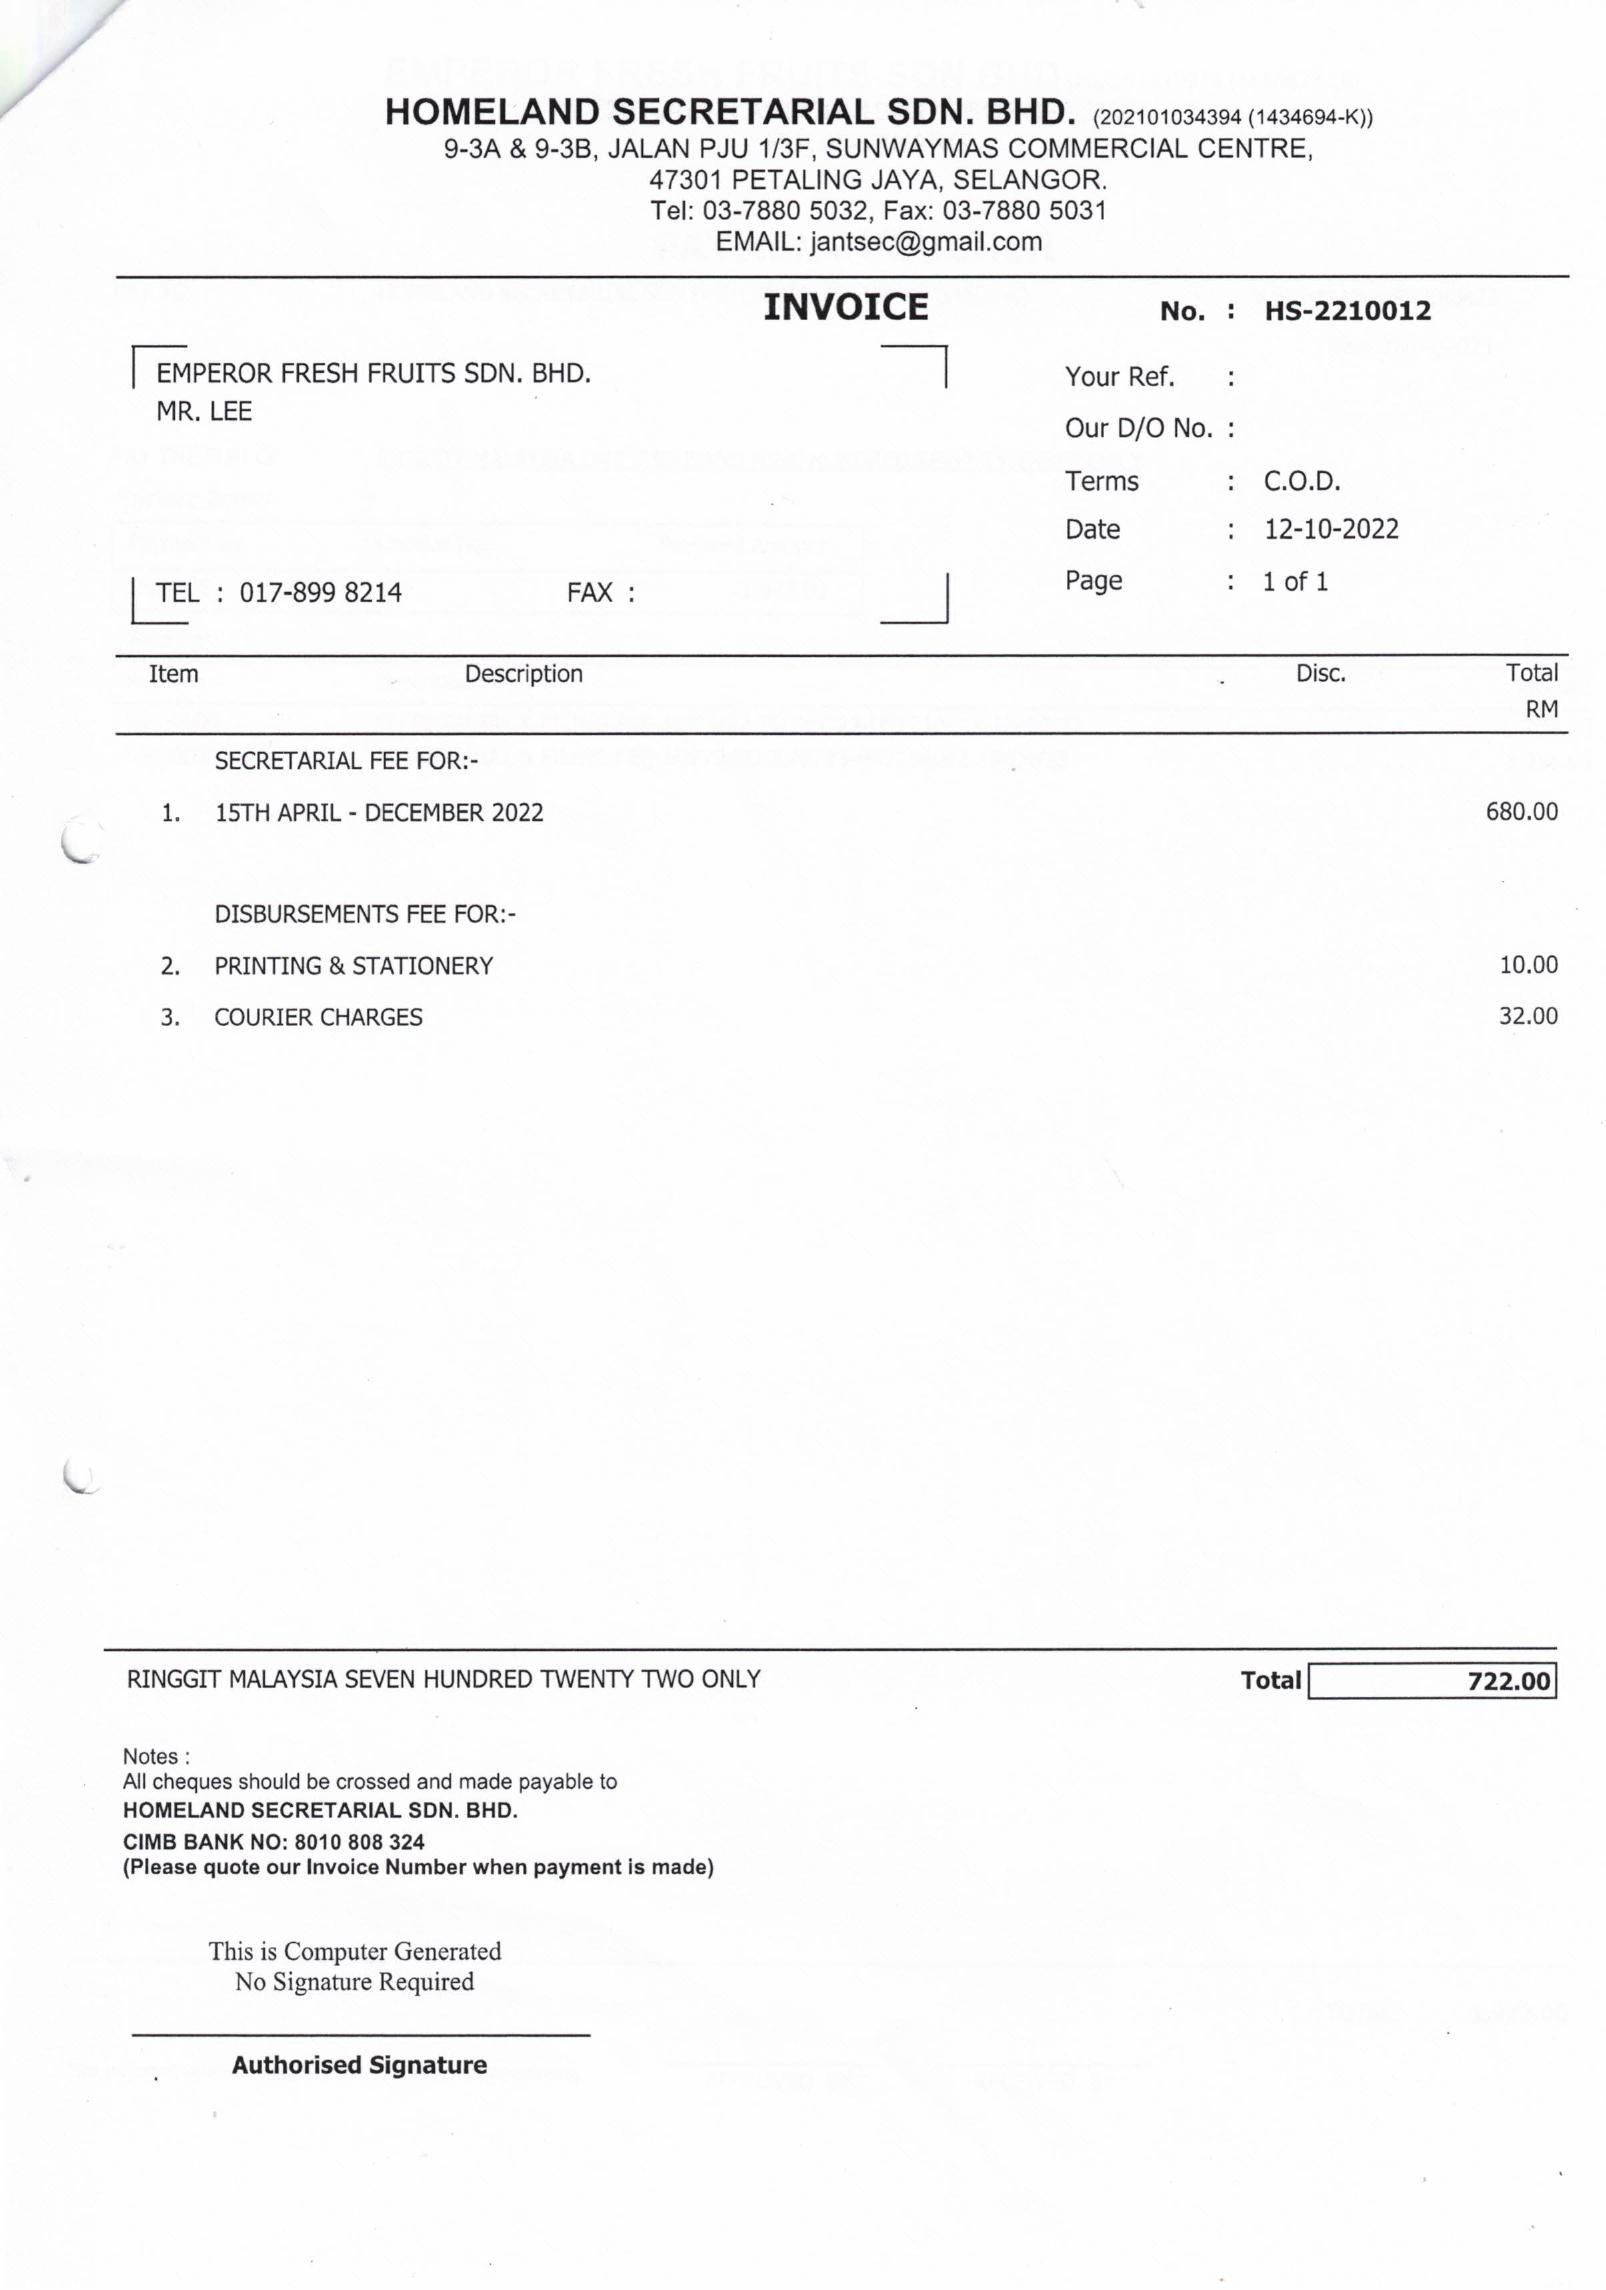 HOMELAND SECRETARIAL SDN. BHD. (202101034394 (1434694-K))
9-3A & 9-3B, JALAN PJU 1/3F, SUNWAYMAS COMMERCIAL CENTRE,
47301 PETALING JAYA, SELANGOR.
Tel: 03-7880 5032, Fax: 03-7880 5031
EMAIL: jantsec@gmail.com
INVOICE No. : HS-2210012
EMPEROR FRESH FRUITS SDN. BHD.
MR. LEE
TEL : 017-899 8214 FAX :
Your Ref. :
Our D/O No. :
Terms : C.O.D.
Date : 12-10-2022
Page : 1 of 1
Item Description Disc. Total
RM
SECRETARIAL FEE FOR:-
1. 15TH APRIL - DECEMBER 2022 680.00
DISBURSEMENTS FEE FOR:-
2. PRINTING & STATIONERY 10.00
3. COURIER CHARGES 32.00
RINGGIT MALAYSIA SEVEN HUNDRED TWENTY TWO ONLY Total 722.00
Notes :
All cheques should be crossed and made payable to
HOMELAND SECRETARIAL SDN. BHD.
CIMB BANK NO: 8010 808 324
(Please quote our Invoice Number when payment is made)
This is Computer Generated
No Signature Required
Authorised Signature